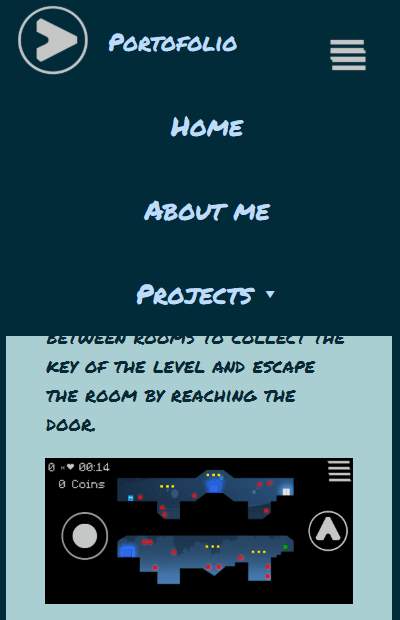 Portofolio
Home
About me
Projects
between rooms to collect the
key of the level and escape
the room by reaching the
door.
0 × ♥ 00:14
0 Coins